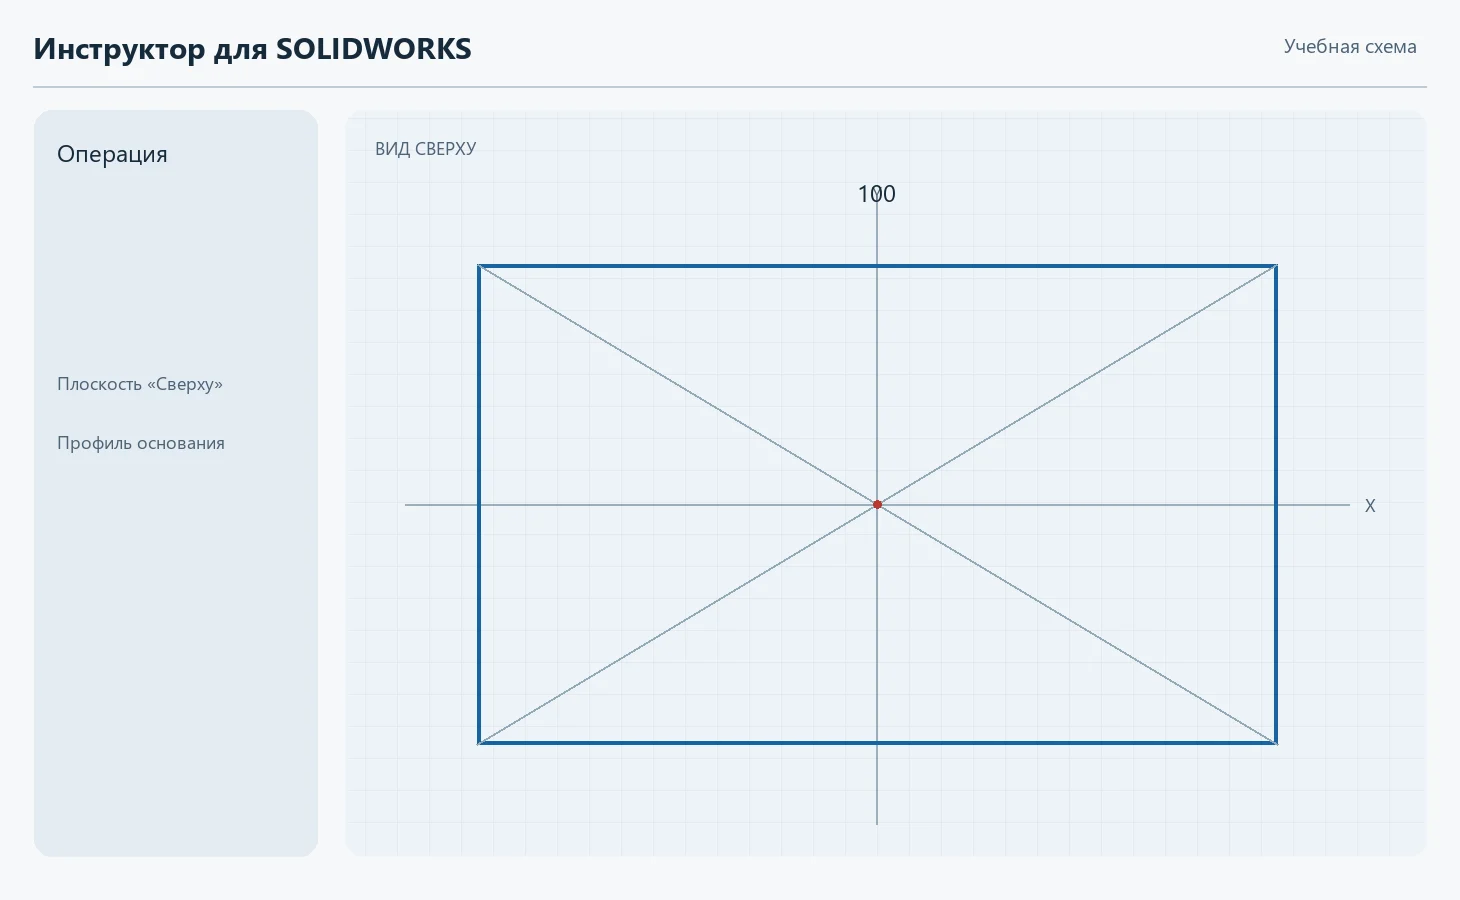 Инструктор для SOLIDWORKS
Учебная схема
Операция
Плоскость «Сверху»
Профиль основания
ВИД СВЕРХУ
100
X